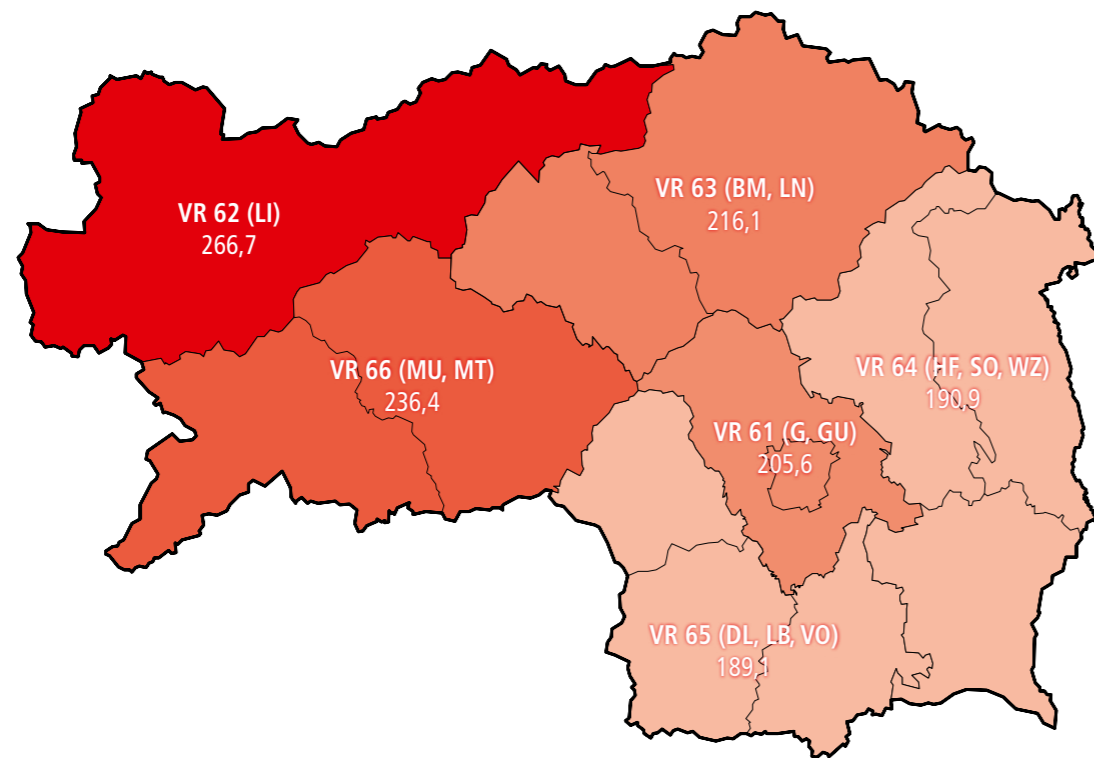 VR 63 (BM, LN)
216,1
VR 62 (LI)
266,7
VR 66 (MU, MT)
236,4
VR 64 (HF, SO, WZ)
190,9
VR 61 (G, GU)
205,6
VR 65 (DL, LB, VO)
189,1